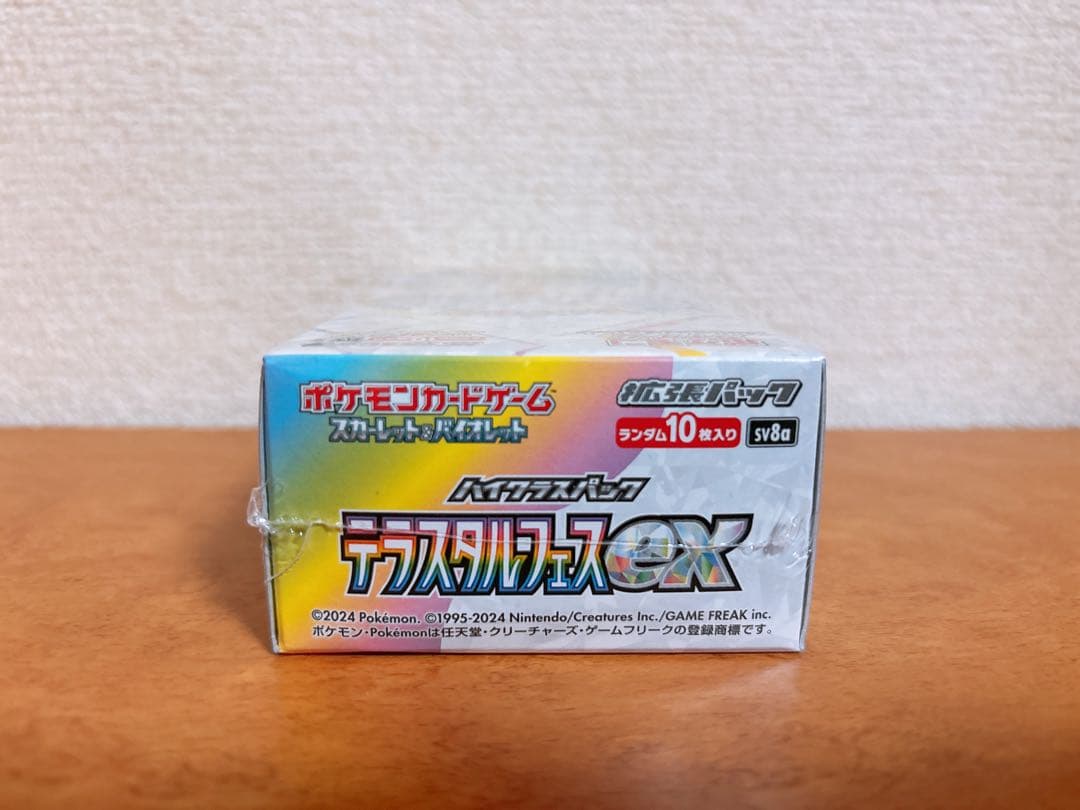 ポケモンカードゲーム
スカーレット&バイオレット
拡張パック
ランダム10枚入り
SV8a
ハイクラスパック
テラスタルフェスex
©2024 Pokémon. ©1995-2024 Nintendo/Creatures Inc./GAME FREAK inc.
ポケモン・Pokémonは任天堂・クリーチャーズ・ゲームフリークの登録商標です。